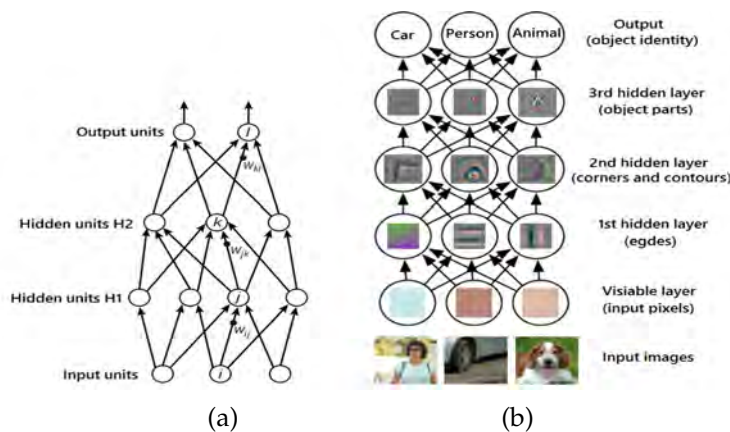 Output units
l
w_kl
Hidden units H2
k
w_jk
Hidden units H1
j
w_ij
Input units
i
(a)
Car Person Animal
Output
(object identity)
3rd hidden layer
(object parts)
2nd hidden layer
(corners and contours)
1st hidden layer
(egdes)
Visiable layer
(input pixels)
Input images
(b)